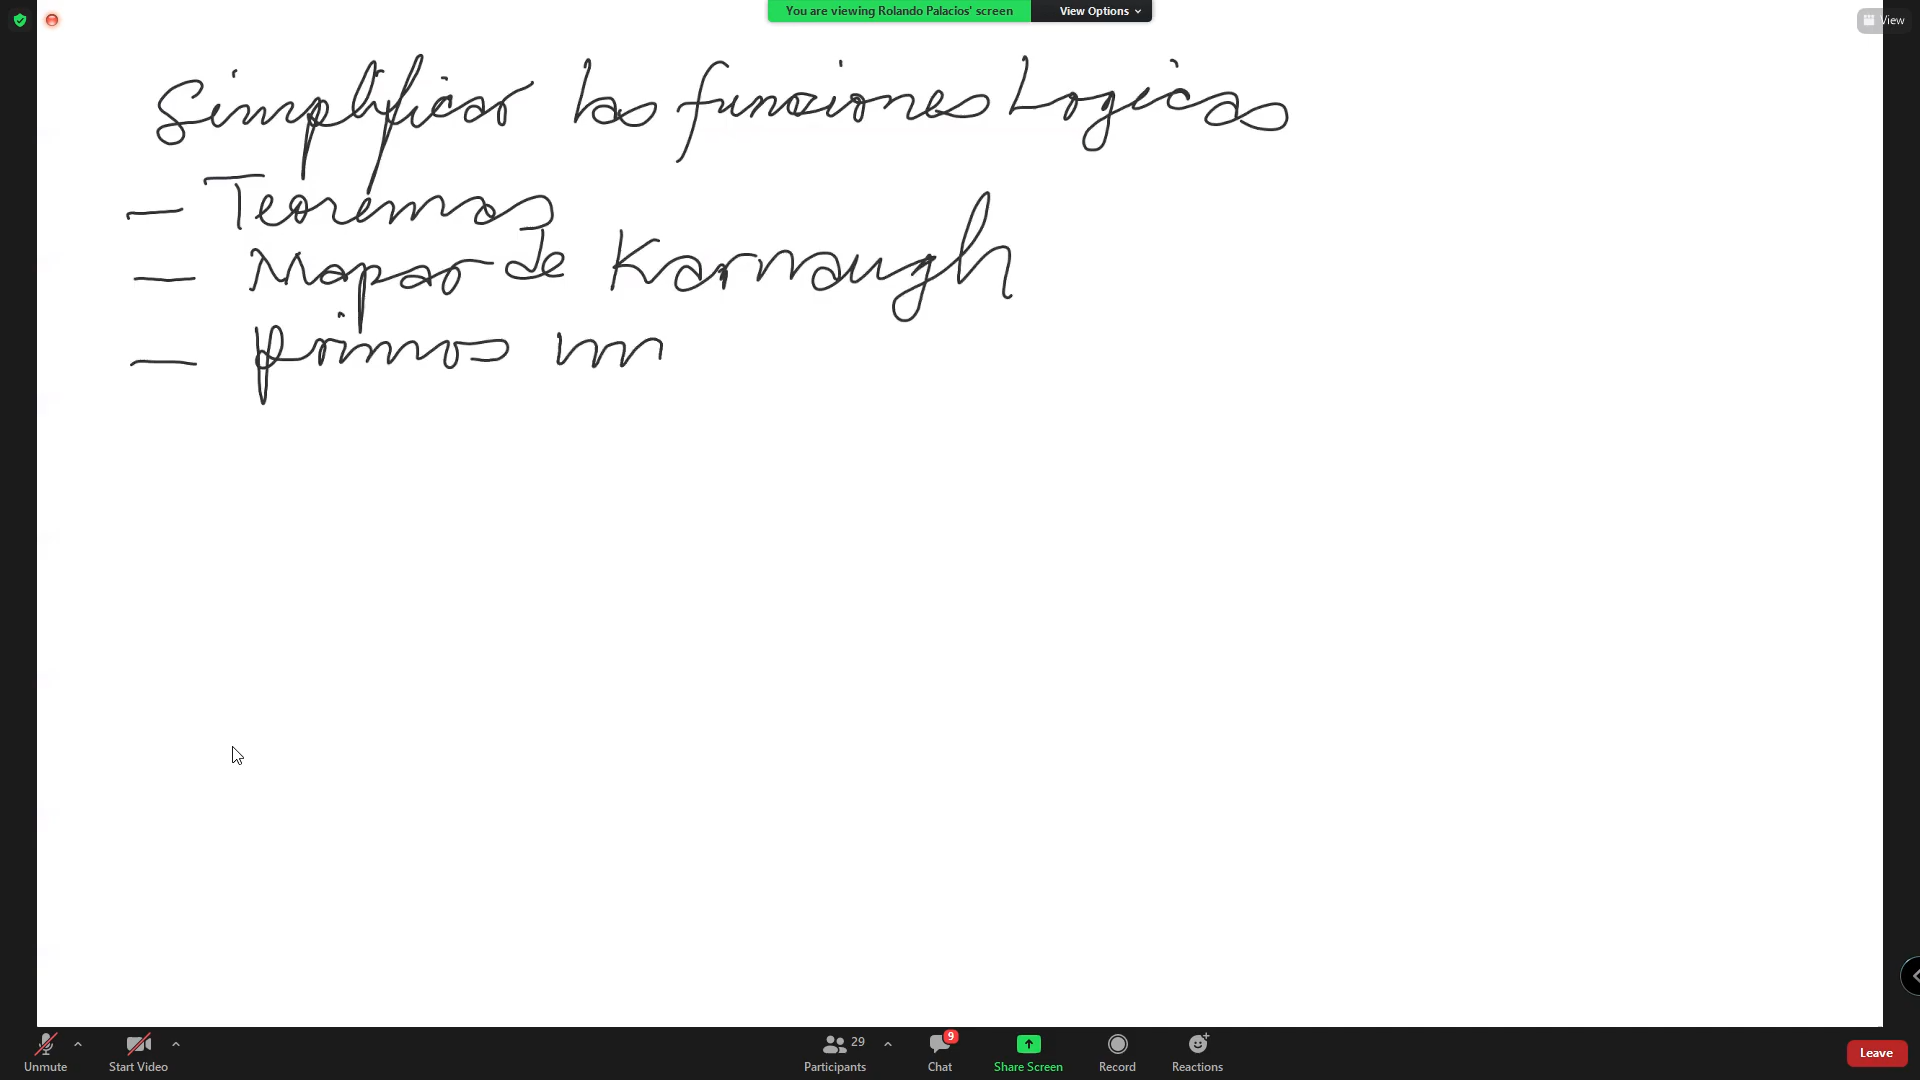 You are viewing Rolando Palacios' screen
View Options
View
Simplificar las funciones Logicas
- Teoremas
- Mapas de Karnaugh
- primos
Unmute
Start Video
29
Participants
9
Chat
Share Screen
Record
Reactions
Leave